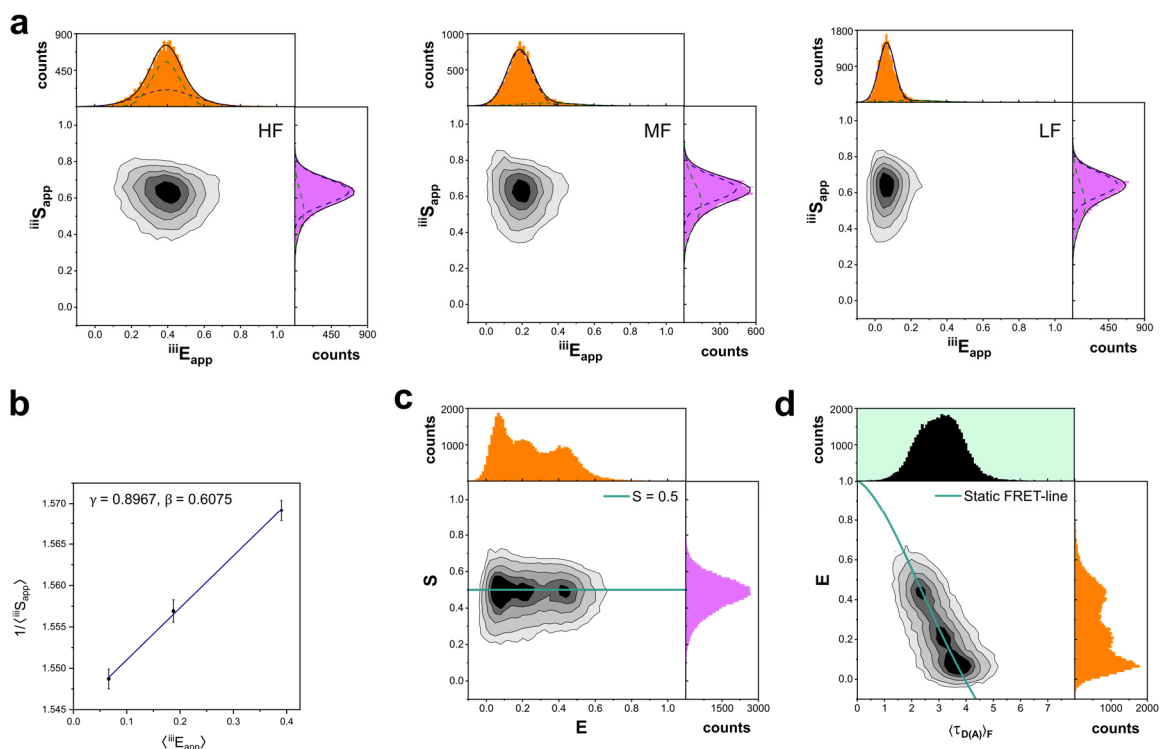 a
counts
900
450
HF
1.0
0.8
0.6
0.4
0.2
0.0
iiiSapp
0.0 0.2 0.4 0.6 0.8 1.0
iiiEapp
450 900
counts
counts
1000
500
MF
1.0
0.8
0.6
0.4
0.2
0.0
iiiSapp
0.0 0.2 0.4 0.6 0.8 1.0
iiiEapp
300 600
counts
counts
1800
900
LF
1.0
0.8
0.6
0.4
0.2
0.0
iiiSapp
0.0 0.2 0.4 0.6 0.8 1.0
iiiEapp
450 900
counts
b
γ = 0.8967, β = 0.6075
1.570
1.565
1.560
1.555
1.550
1.545
1/⟨iiiSapp⟩
0.0 0.1 0.2 0.3 0.4
⟨iiiEapp⟩
c
counts
2000
1000
S = 0.5
1.0
0.8
0.6
0.4
0.2
0.0
S
0.0 0.2 0.4 0.6 0.8 1.0
E
1500 3000
counts
d
counts
2000
1000
1.0
Static FRET-line
1.0
0.8
0.6
0.4
0.2
0.0
E
0 1 2 3 4 5 6 7
⟨τD(A)⟩F
1000 2000
counts